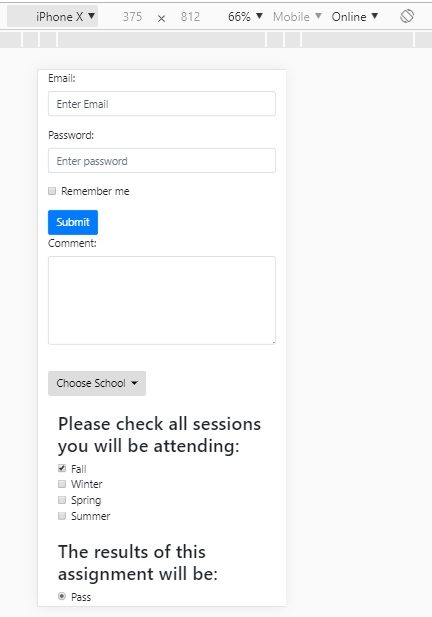 iPhone X ▼ 375 × 812 66% ▼ Mobile ▼ Online ▼
Email:
Enter Email
Password:
Enter password
Remember me
Submit
Comment:
Choose School
Please check all sessions
you will be attending:
Fall
Winter
Spring
Summer
The results of this
assignment will be:
Pass